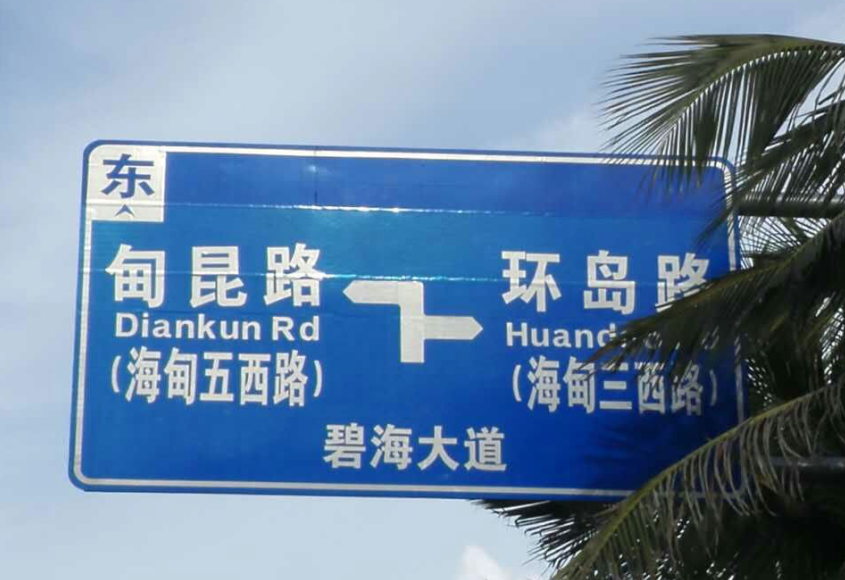 东
甸昆路
Diankun Rd
(海甸五西路)
环岛路
(海甸三西路)
碧海大道